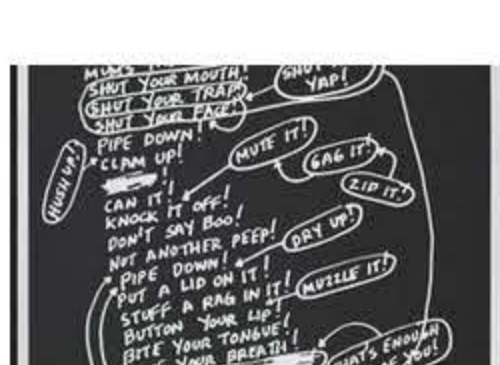 SHUT YOUR MOUTH!
YAP!
SHUT YOUR TRAP!
SHUT YOUR FACE!
PIPE DOWN!
CLAM UP!
HUSH UP!
MUTE IT!
GAG IT!
ZIP IT!
CAN IT!
KNOCK IT OFF!
DON'T SAY BOO!
NOT ANOTHER PEEP!
DRY UP!
PIPE DOWN!
PUT A LID ON IT!
MUZZLE IT!
STUFF A RAG IN IT!
BUTTON YOUR LIP!
BITE YOUR TONGUE!
YOUR BREATH!
THAT'S ENOUGH
YOU!